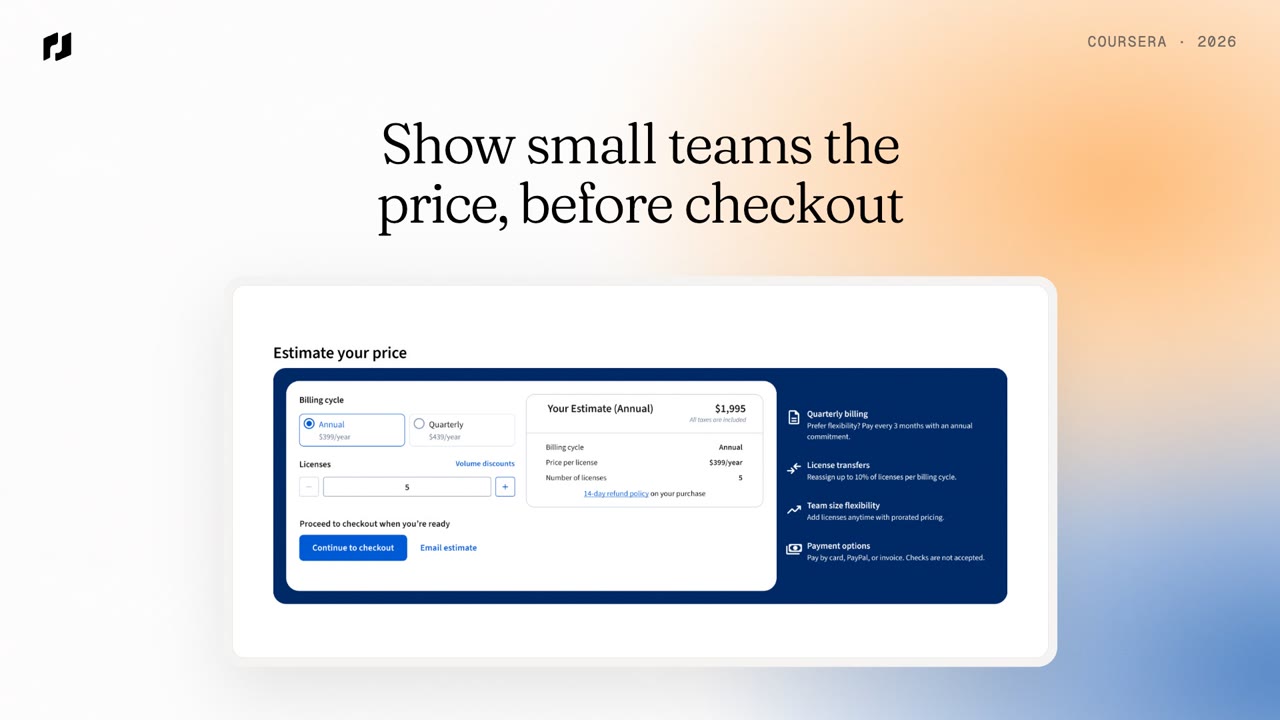 COURSERA · 2026
Show small teams the
price, before checkout
Estimate your price
Billing cycle
Annual
$399/year
Quarterly
$439/year
Licenses
Volume discounts
5
Proceed to checkout when you're ready
Continue to checkout
Email estimate
Your Estimate (Annual)
$1,995
All taxes are included
Billing cycle
Annual
Price per license
$399/year
Number of licenses
5
14-day refund policy on your purchase
Quarterly billing
Prefer flexibility? Pay every 3 months with an annual
commitment.
License transfers
Reassign up to 10% of licenses per billing cycle.
Team size flexibility
Add licenses anytime with prorated pricing.
Payment options
Pay by card, PayPal, or invoice. Checks are not accepted.